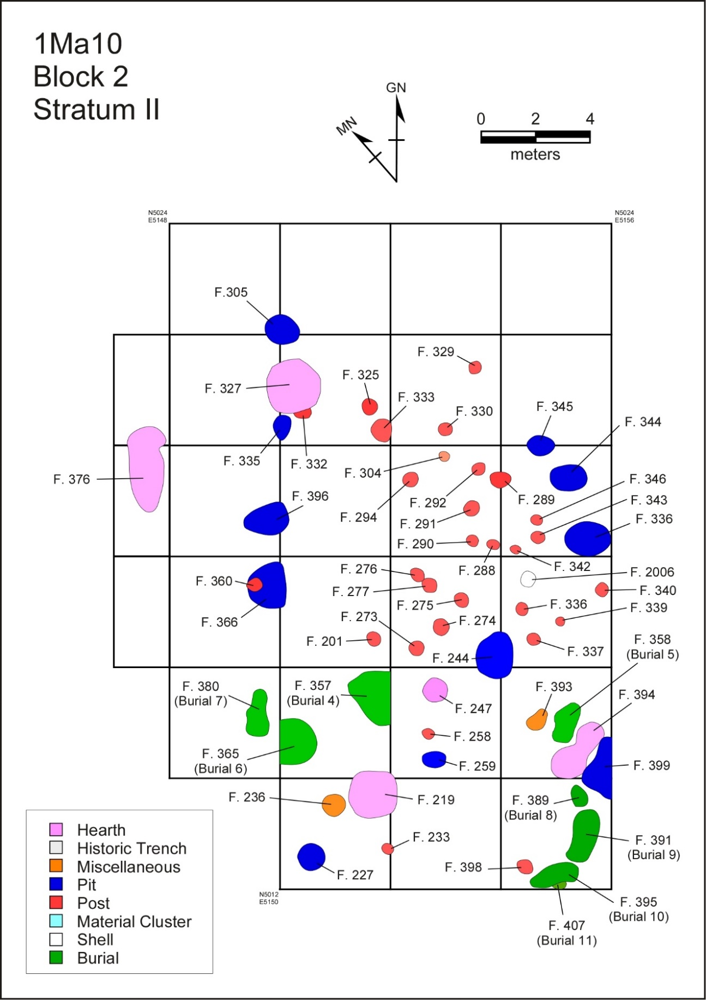 1Ma10
Block 2
Stratum II
GN
MN
0 2 4
meters
N5024
E5148
N5024
E5156
F.305
F. 329
F. 325
F. 327
F. 333
F. 330
F. 345
F. 344
F. 335
F. 332
F. 304
F. 376
F. 346
F. 396
F. 292
F. 289
F. 343
F. 294
F. 291
F. 336
F. 290
F. 288
F. 342
F. 276
F. 2006
F. 360
F. 277
F. 340
F. 275
F. 336
F. 339
F. 273
F. 274
F. 366
F. 201
F. 358
(Burial 5)
F. 337
F. 244
F. 380
(Burial 7)
F. 357
(Burial 4)
F. 393
F. 394
F. 247
F. 258
F. 365
(Burial 6)
F. 259
F. 399
F. 236
F. 219
F. 389
(Burial 8)
F. 233
F. 391
(Burial 9)
F. 398
F. 227
N5012
E5150
F. 395
(Burial 10)
F. 407
(Burial 11)
Hearth
Historic Trench
Miscellaneous
Pit
Post
Material Cluster
Shell
Burial